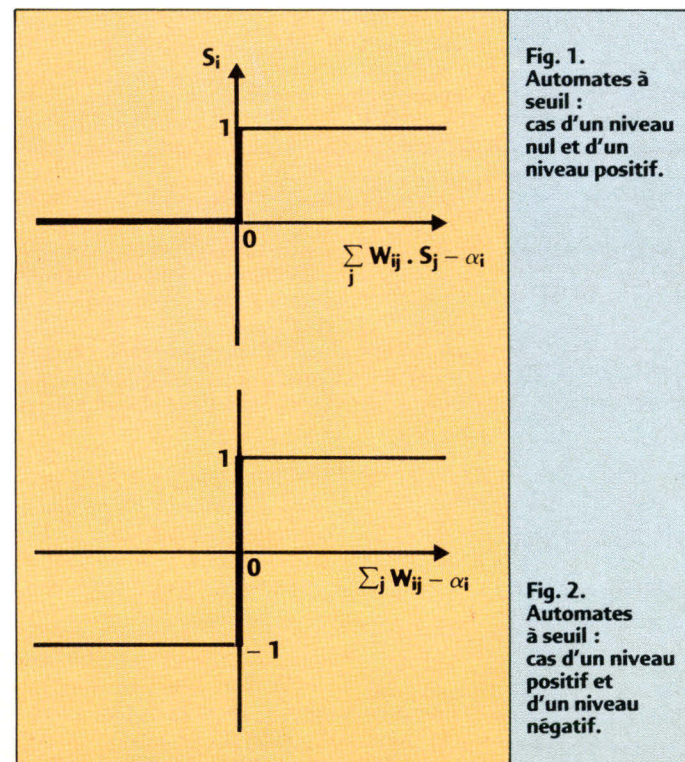 S_i
1
0
∑_j W_ij . S_j – α_i
Fig. 1.
Automates à
seuil :
cas d'un niveau
nul et d'un
niveau positif.
1
0
∑_j W_ij – α_i
– 1
Fig. 2.
Automates
à seuil :
cas d'un niveau
positif et
d'un niveau
négatif.